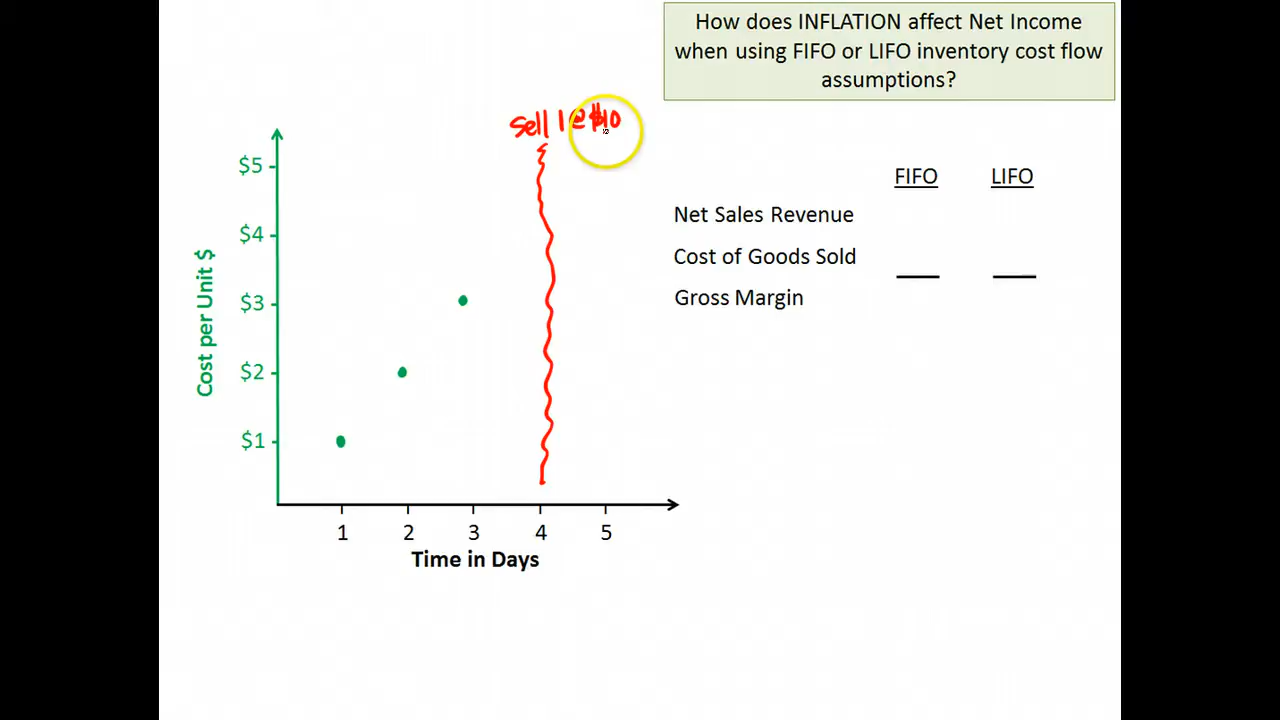 How does INFLATION affect Net Income
when using FIFO or LIFO inventory cost flow
assumptions?
Sell 1 @ $10
$5
$4
$3
$2
$1
Cost per Unit $
1 2 3 4 5
Time in Days
FIFO LIFO
Net Sales Revenue
Cost of Goods Sold
Gross Margin